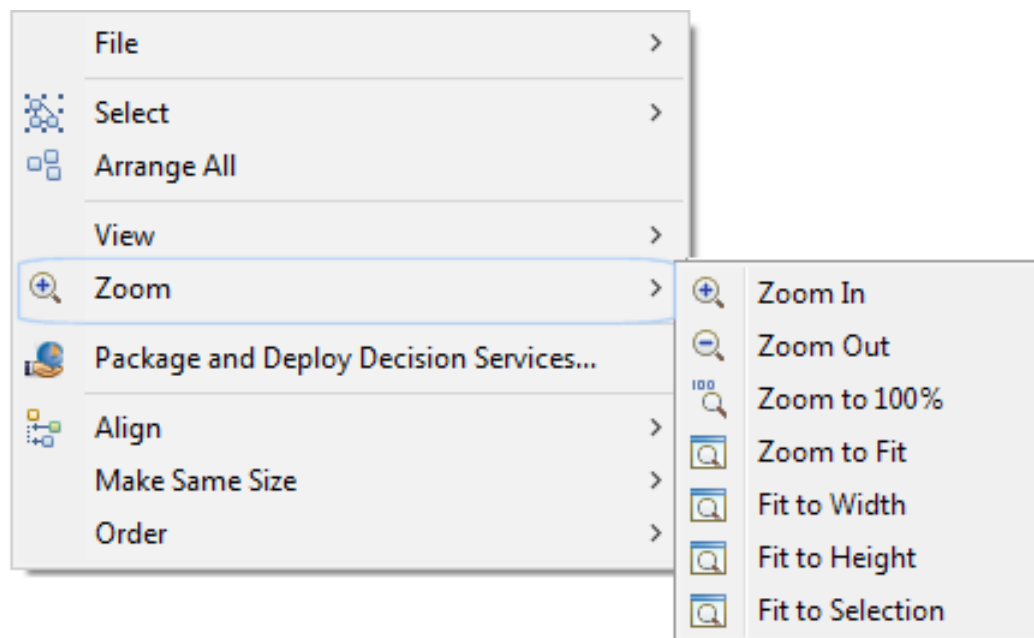 File
Select
Arrange All
View
Zoom
Package and Deploy Decision Services...
Align
Make Same Size
Order
Zoom In
Zoom Out
100
Zoom to 100%
Zoom to Fit
Fit to Width
Fit to Height
Fit to Selection